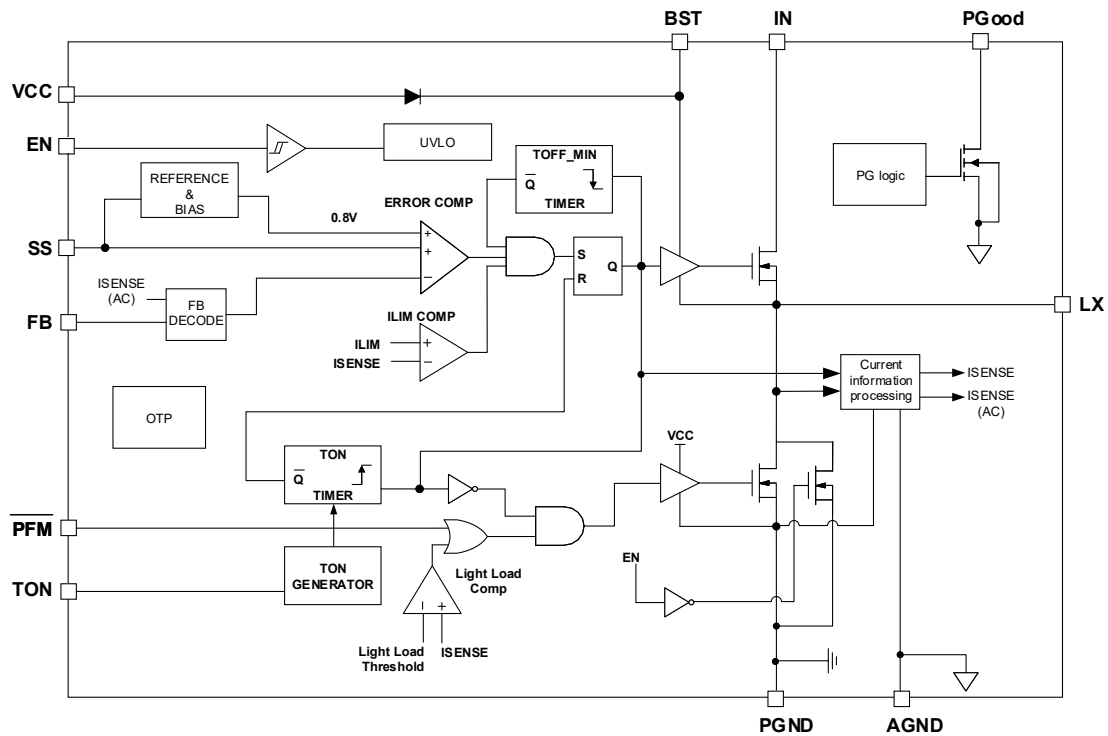 BST
IN
PGood
VCC
EN
UVLO
TOFF_MIN
Q
TIMER
PG logic
REFERENCE
&
BIAS
0.8V
ERROR COMP
+
+
−
SS
S
R
Q
ISENSE
(AC)
FB
DECODE
FB
LX
ILIM COMP
ILIM
+
ISENSE
−
Current
information
processing
ISENSE
ISENSE
(AC)
OTP
VCC
TON
Q
TIMER
PFM
TON
TON
GENERATOR
Light Load
Comp
EN
− +
Light Load
Threshold
ISENSE
PGND
AGND